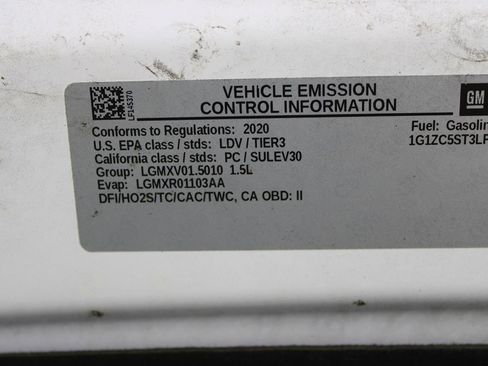 VEHICLE EMISSION
CONTROL INFORMATION
LF145370
GM
Conforms to Regulations: 2020
Fuel: Gasolin
U.S. EPA class / stds: LDV / TIER3
1G1ZC5ST3LF
California class / stds: PC / SULEV30
Group: LGMXV01.5010 1.5L
Evap: LGMXR01103AA
DFI/HO2S/TC/CAC/TWC, CA OBD: II